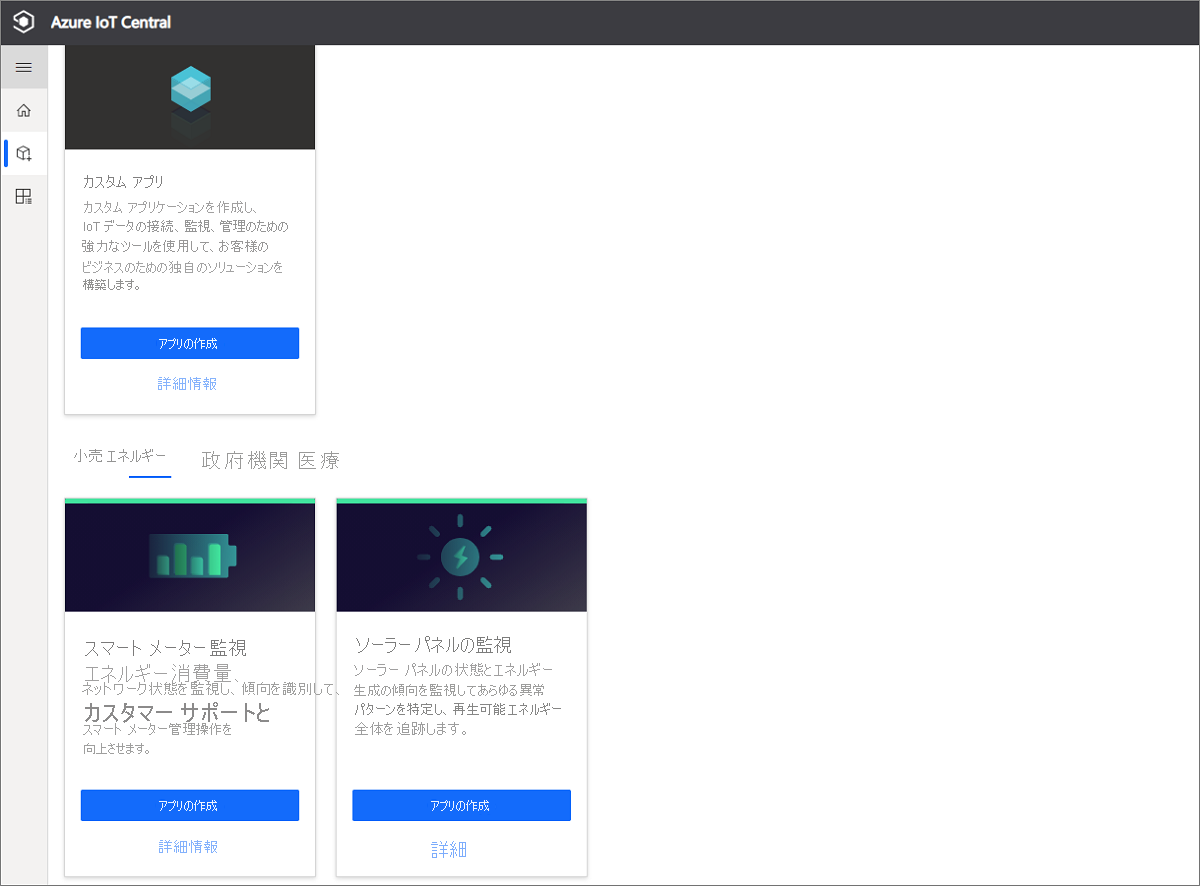 Azure IoT Central
カスタム アプリ
カスタム アプリケーションを作成し、
IoT データの接続、監視、管理のための
強力なツールを使用して、お客様の
ビジネスのための独自のソリューションを
構築します。
アプリの作成
詳細情報
小売 エネルギー 政府機関 医療
スマート メーター監視
エネルギー消費量、
ネットワーク状態を監視し、傾向を識別して、
カスタマー サポートと
スマート メーター管理操作を
向上させます。
アプリの作成
詳細情報
ソーラー パネルの監視
ソーラー パネルの状態とエネルギー
生成の傾向を監視してあらゆる異常
パターンを特定し、再生可能エネルギー
全体を追跡します。
アプリの作成
詳細